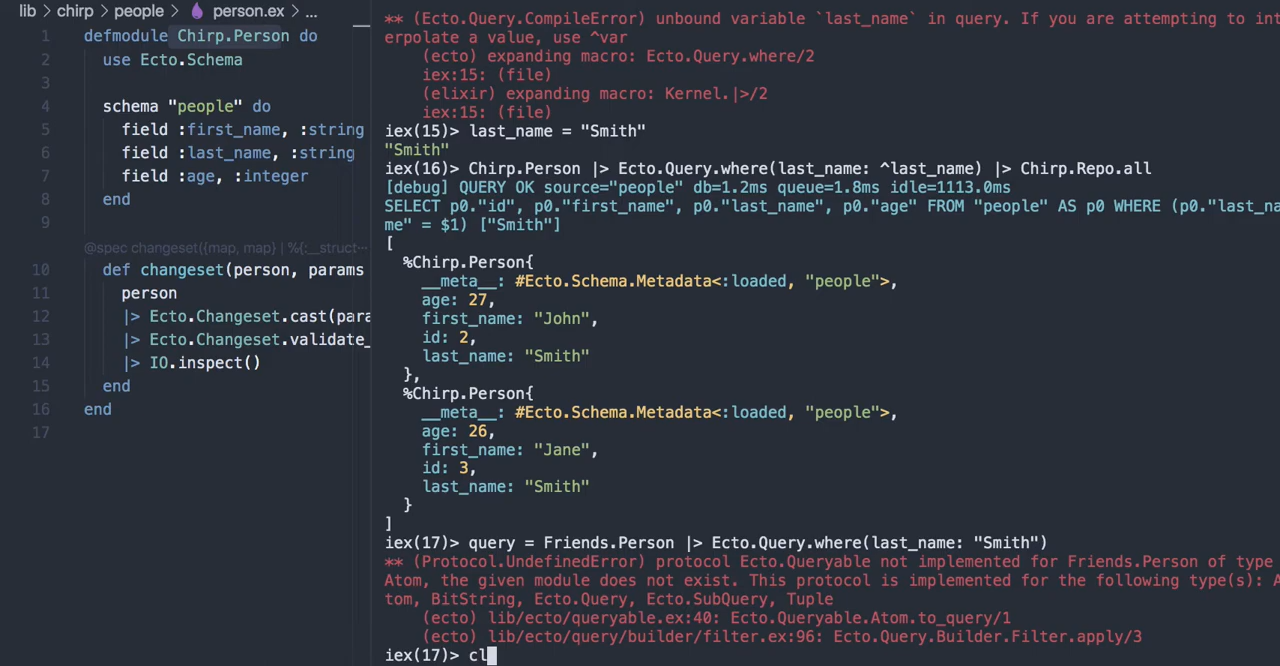 lib > chirp > people > person.ex > ...
1 defmodule Chirp.Person do
2 use Ecto.Schema
3
4 schema "people" do
5 field :first_name, :string
6 field :last_name, :string
7 field :age, :integer
8 end
9
@spec changeset({map, map} | %{:__struct…
10 def changeset(person, params
11 person
12 |> Ecto.Changeset.cast(para
13 |> Ecto.Changeset.validate_
14 |> IO.inspect()
15 end
16 end
17
** (Ecto.Query.CompileError) unbound variable `last_name` in query. If you are attempting to int
erpolate a value, use ^var
(ecto) expanding macro: Ecto.Query.where/2
iex:15: (file)
(elixir) expanding macro: Kernel.|>/2
iex:15: (file)
iex(15)> last_name = "Smith"
"Smith"
iex(16)> Chirp.Person |> Ecto.Query.where(last_name: ^last_name) |> Chirp.Repo.all
[debug] QUERY OK source="people" db=1.2ms queue=1.8ms idle=1113.0ms
SELECT p0."id", p0."first_name", p0."last_name", p0."age" FROM "people" AS p0 WHERE (p0."last_na
me" = $1) ["Smith"]
[
%Chirp.Person{
__meta__: #Ecto.Schema.Metadata<:loaded, "people">,
age: 27,
first_name: "John",
id: 2,
last_name: "Smith"
},
%Chirp.Person{
__meta__: #Ecto.Schema.Metadata<:loaded, "people">,
age: 26,
first_name: "Jane",
id: 3,
last_name: "Smith"
}
]
iex(17)> query = Friends.Person |> Ecto.Query.where(last_name: "Smith")
** (Protocol.UndefinedError) protocol Ecto.Queryable not implemented for Friends.Person of type
Atom, the given module does not exist. This protocol is implemented for the following type(s): A
tom, BitString, Ecto.Query, Ecto.SubQuery, Tuple
(ecto) lib/ecto/queryable.ex:40: Ecto.Queryable.Atom.to_query/1
(ecto) lib/ecto/query/builder/filter.ex:96: Ecto.Query.Builder.Filter.apply/3
iex(17)> cl